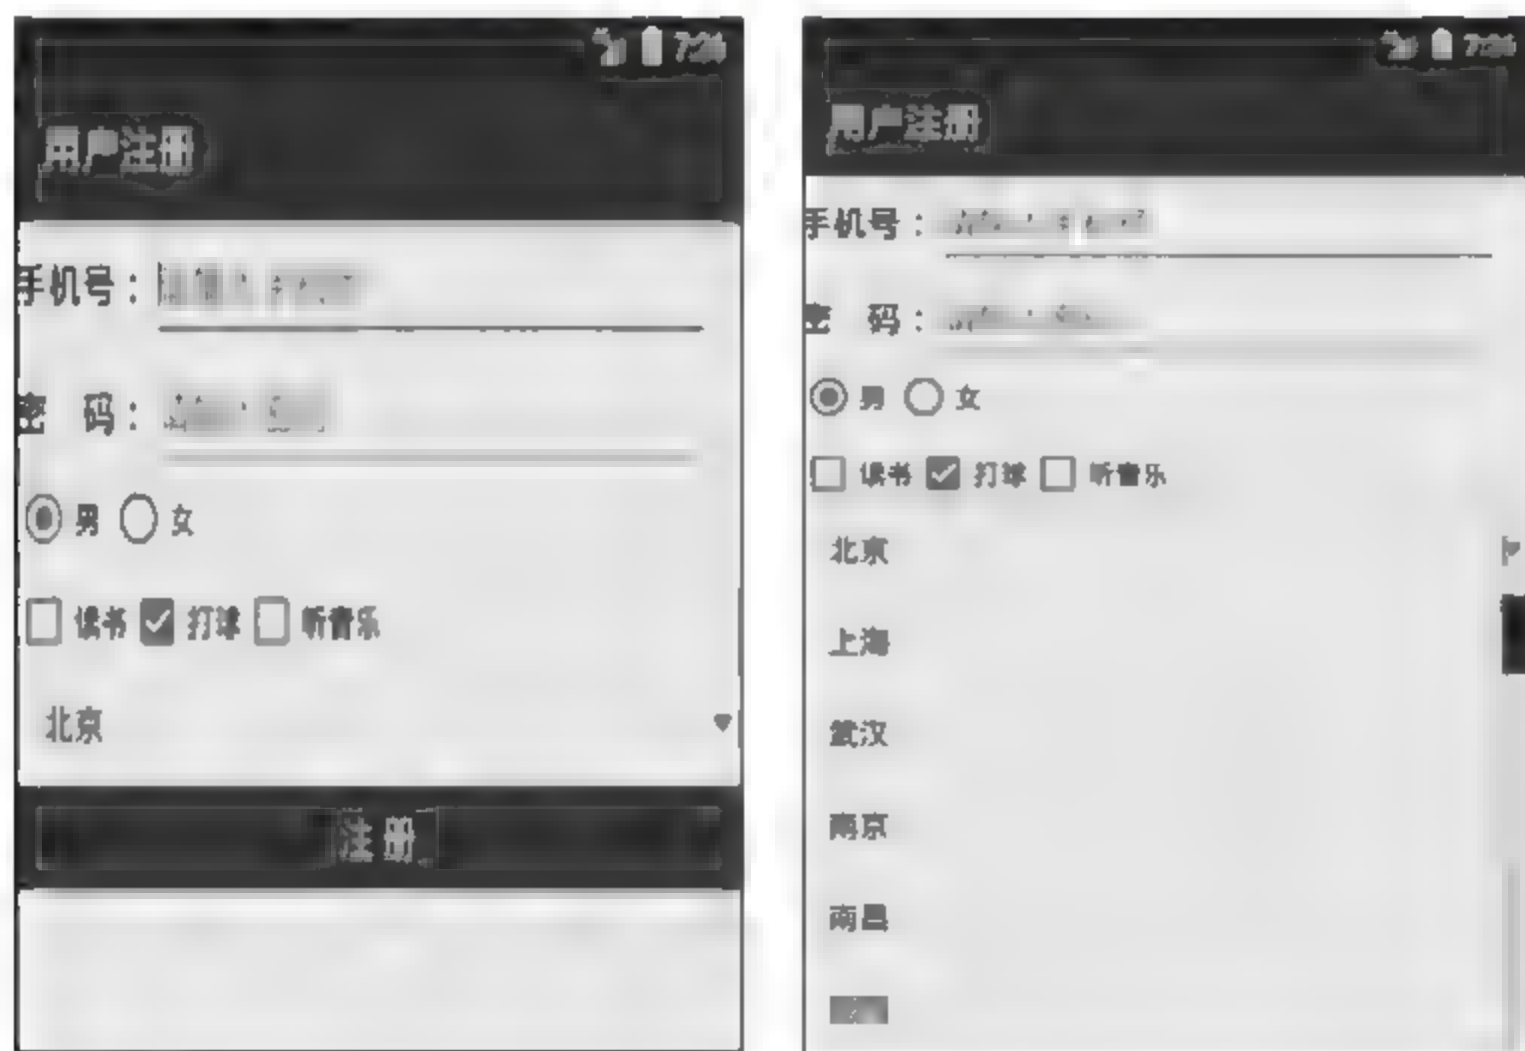 用户注册
手机号：
密 码：
男 女
读书 打球 听音乐
北京
注册
用户注册
手机号：
密 码：
男 女
读书 打球 听音乐
北京
上海
武汉
南京
南昌